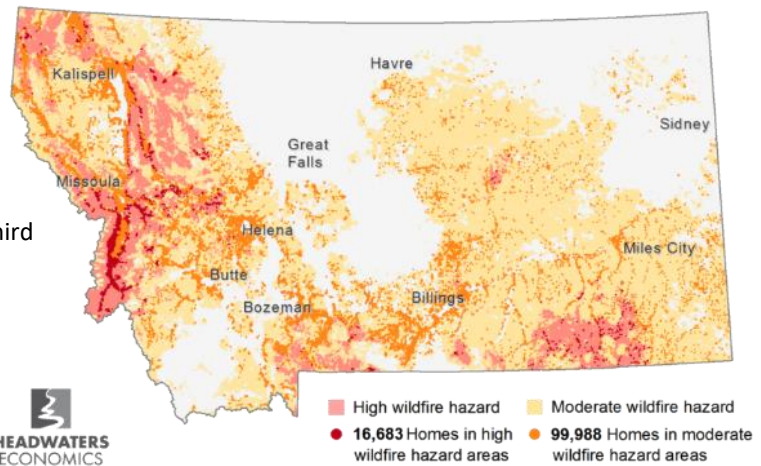 Kalispell
Havre
Sidney
Great
Falls
Missoula
hird
Helena
Miles City
Butte
Bozeman
Billings
High wildfire hazard
Moderate wildfire hazard
16,683 Homes in high
wildfire hazard areas
99,988 Homes in moderate
wildfire hazard areas
HEADWATERS
ECONOMICS